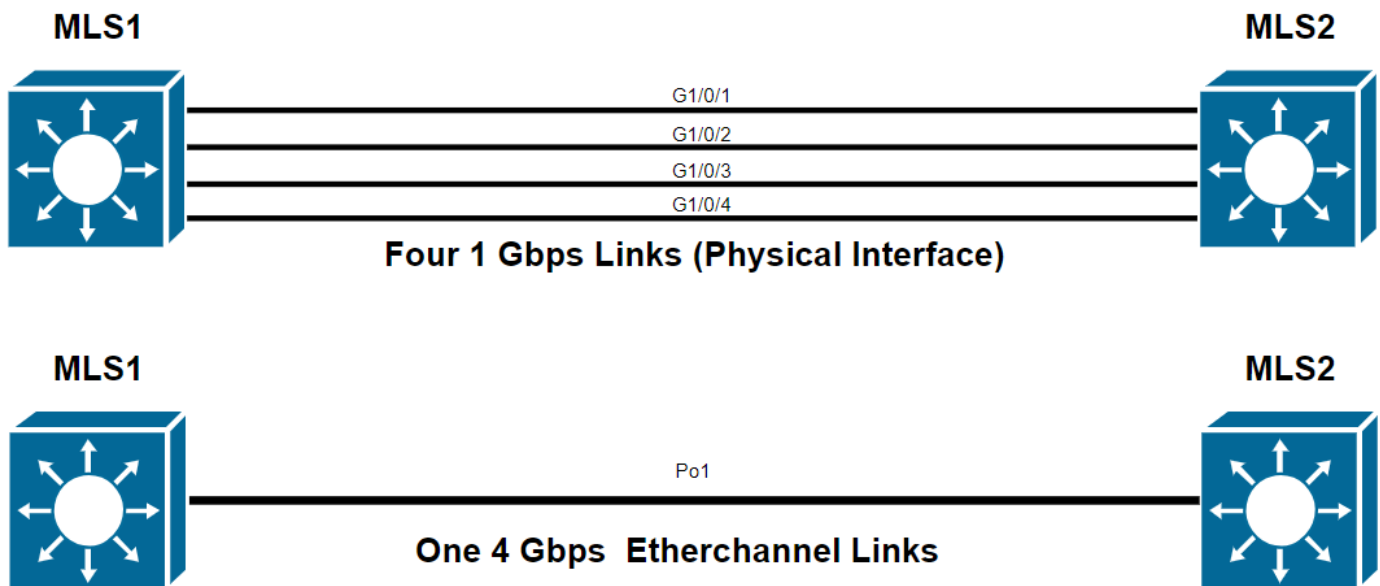 MLS1
MLS2
G1/0/1
G1/0/2
G1/0/3
G1/0/4
Four 1 Gbps Links (Physical Interface)
MLS1
MLS2
Po1
One 4 Gbps Etherchannel Links